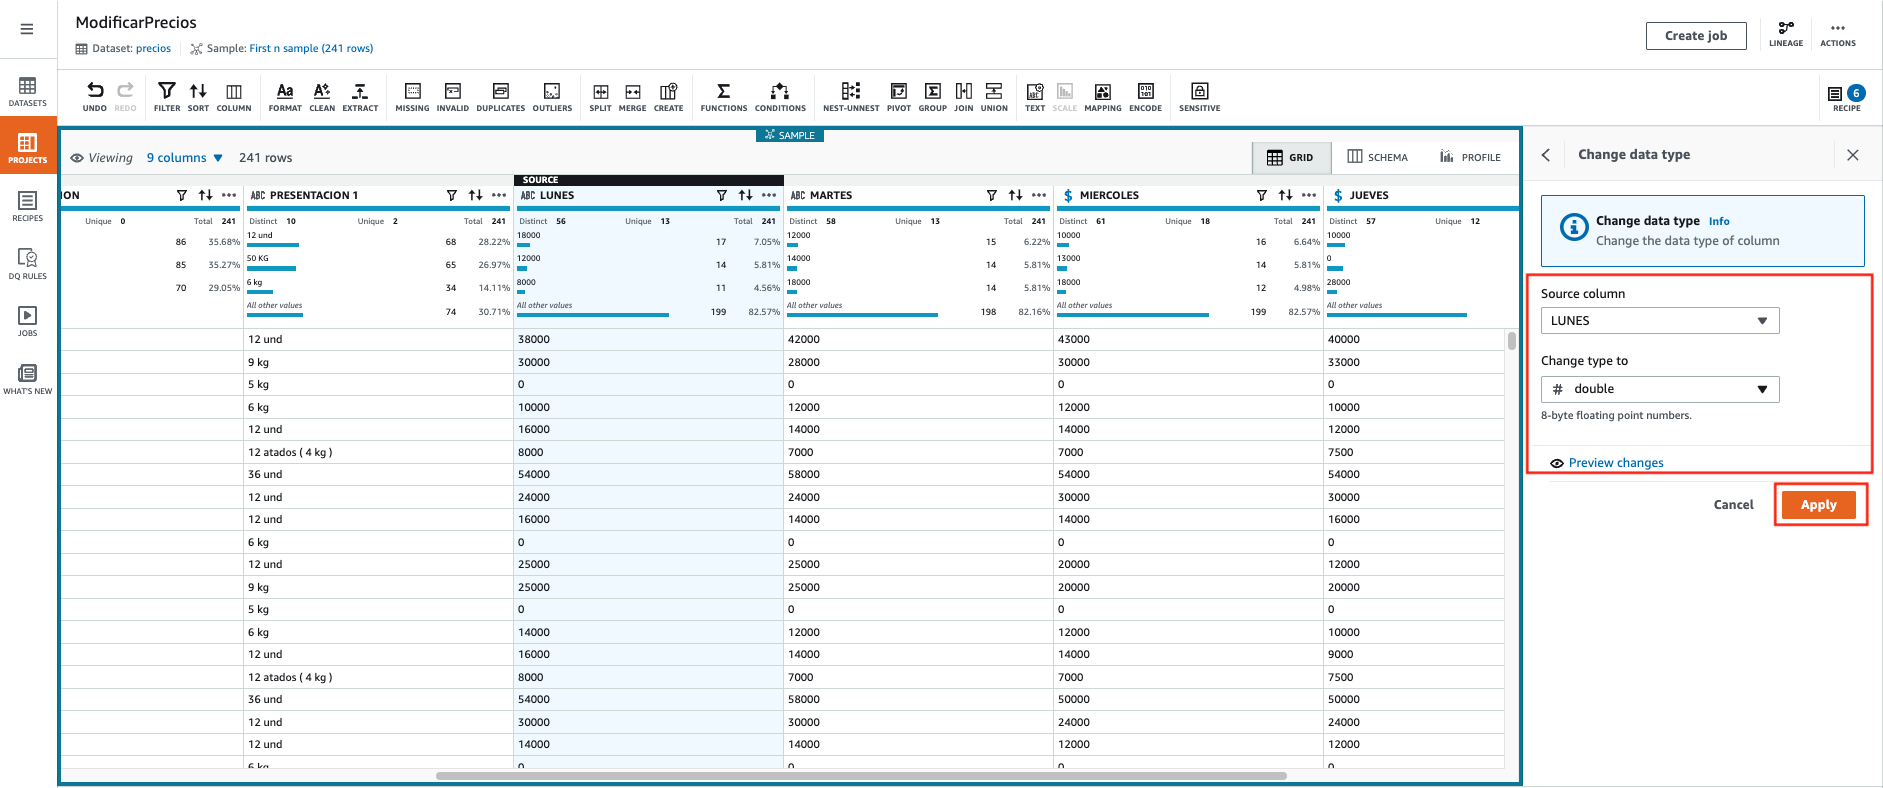 ModificarPrecios
Dataset: precios Sample: First n sample (241 rows)
Create job
LINEAGE
ACTIONS
DATASETS
PROJECTS
RECIPES
DQ RULES
JOBS
WHAT'S NEW
UNDO REDO FILTER SORT COLUMN FORMAT CLEAN EXTRACT MISSING INVALID DUPLICATES OUTLIERS SPLIT MERGE CREATE FUNCTIONS CONDITIONS NEST-UNNEST PIVOT GROUP JOIN UNION TEXT SCALE MAPPING ENCODE SENSITIVE
6
RECIPE
SAMPLE
Viewing 9 columns 241 rows
GRID SCHEMA PROFILE
SOURCE
ION ABC PRESENTACION 1 ABC LUNES ABC MARTES $ MIERCOLES $ JUEVES
Unique 0 Total 241 Distinct 10 Unique 2 Total 241 Distinct 56 Unique 13 Total 241 Distinct 58 Unique 13 Total 241 Distinct 61 Unique 18 Total 241 Distinct 57 Unique 12
86 35.68% 12 und 68 28.22% 18000 17 7.05% 12000 15 6.22% 10000 16 6.64% 10000
85 35.27% 50 KG 65 26.97% 12000 14 5.81% 14000 14 5.81% 13000 14 5.81% 0
70 29.05% 6 kg 34 14.11% 8000 11 4.56% 18000 14 5.81% 18000 12 4.98% 28000
All other values 74 30.71% All other values 199 82.57% All other values 198 82.16% All other values 199 82.57% All other values
12 und 38000 42000 43000 40000
9 kg 30000 28000 30000 33000
5 kg 0 0 0 0
6 kg 10000 12000 12000 10000
12 und 16000 14000 14000 12000
12 atados ( 4 kg ) 8000 7000 7000 7500
36 und 54000 58000 54000 54000
12 und 24000 24000 30000 30000
12 und 16000 14000 14000 16000
6 kg 0 0 0 0
12 und 25000 25000 20000 12000
9 kg 25000 25000 20000 20000
5 kg 0 0 0 0
6 kg 14000 12000 12000 10000
12 und 16000 14000 14000 9000
12 atados ( 4 kg ) 8000 7000 7000 7500
36 und 54000 58000 50000 50000
12 und 30000 30000 24000 24000
12 und 14000 14000 12000 12000
6 kg 0 0 0 0
Change data type
Change data type Info
Change the data type of column
Source column
LUNES
Change type to
# double
8-byte floating point numbers.
Preview changes
Cancel Apply